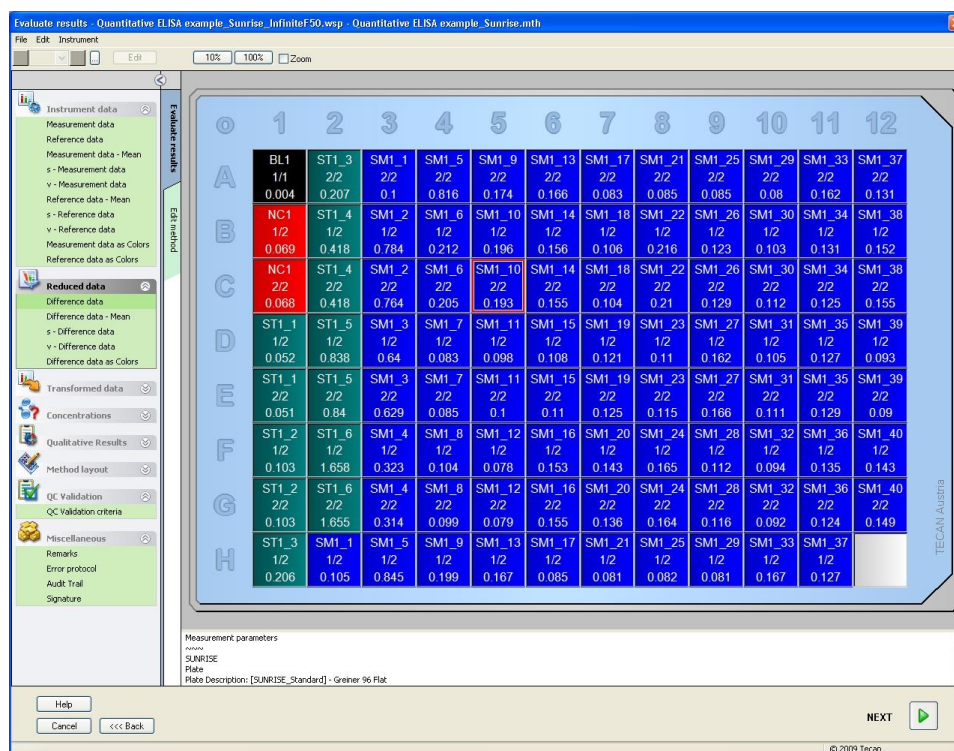 Evaluate results - Quantitative ELISA example_Sunrise_InfiniteF50.wsp - Quantitative ELISA example_Sunrise.mth
File Edit Instrument
... Edit 10% 100% Zoom
Instrument data
Measurement data
Reference data
Measurement data - Mean
s - Measurement data
v - Measurement data
Reference data - Mean
s - Reference data
v - Reference data
Measurement data as Colors
Reference data as Colors
Reduced data
Difference data
Difference data - Mean
s - Difference data
v - Difference data
Difference data as Colors
Transformed data
Concentrations
Qualitative Results
Method layout
QC Validation
QC Validation criteria
Miscellaneous
Remarks
Error protocol
Audit Trail
Signature
Evaluate results
Edit method
o 1 2 3 4 5 6 7 8 9 10 11 12
A
BL1 ST1_3 SM1_1 SM1_5 SM1_9 SM1_13 SM1_17 SM1_21 SM1_25 SM1_29 SM1_33 SM1_37
1/1 2/2 2/2 2/2 2/2 2/2 2/2 2/2 2/2 2/2 2/2 2/2
0.004 0.207 0.1 0.816 0.174 0.166 0.083 0.085 0.085 0.08 0.162 0.131
B
NC1 ST1_4 SM1_2 SM1_6 SM1_10 SM1_14 SM1_18 SM1_22 SM1_26 SM1_30 SM1_34 SM1_38
1/2 1/2 1/2 1/2 1/2 1/2 1/2 1/2 1/2 1/2 1/2 1/2
0.069 0.418 0.784 0.212 0.196 0.156 0.106 0.216 0.123 0.103 0.131 0.152
C
NC1 ST1_4 SM1_2 SM1_6 SM1_10 SM1_14 SM1_18 SM1_22 SM1_26 SM1_30 SM1_34 SM1_38
2/2 2/2 2/2 2/2 2/2 2/2 2/2 2/2 2/2 2/2 2/2 2/2
0.068 0.418 0.764 0.205 0.193 0.155 0.104 0.21 0.129 0.112 0.125 0.155
D
ST1_1 ST1_5 SM1_3 SM1_7 SM1_11 SM1_15 SM1_19 SM1_23 SM1_27 SM1_31 SM1_35 SM1_39
1/2 1/2 1/2 1/2 1/2 1/2 1/2 1/2 1/2 1/2 1/2 1/2
0.052 0.838 0.64 0.083 0.098 0.108 0.121 0.11 0.162 0.105 0.127 0.093
E
ST1_1 ST1_5 SM1_3 SM1_7 SM1_11 SM1_15 SM1_19 SM1_23 SM1_27 SM1_31 SM1_35 SM1_39
2/2 2/2 2/2 2/2 2/2 2/2 2/2 2/2 2/2 2/2 2/2 2/2
0.051 0.84 0.629 0.085 0.1 0.11 0.125 0.115 0.166 0.111 0.129 0.09
F
ST1_2 ST1_6 SM1_4 SM1_8 SM1_12 SM1_16 SM1_20 SM1_24 SM1_28 SM1_32 SM1_36 SM1_40
1/2 1/2 1/2 1/2 1/2 1/2 1/2 1/2 1/2 1/2 1/2 1/2
0.103 1.658 0.323 0.104 0.078 0.153 0.143 0.165 0.112 0.094 0.135 0.143
G
ST1_2 ST1_6 SM1_4 SM1_8 SM1_12 SM1_16 SM1_20 SM1_24 SM1_28 SM1_32 SM1_36 SM1_40
2/2 2/2 2/2 2/2 2/2 2/2 2/2 2/2 2/2 2/2 2/2 2/2
0.103 1.655 0.314 0.099 0.079 0.155 0.136 0.164 0.116 0.092 0.124 0.149
H
ST1_3 SM1_1 SM1_5 SM1_9 SM1_13 SM1_17 SM1_21 SM1_25 SM1_29 SM1_33 SM1_37
1/2 1/2 1/2 1/2 1/2 1/2 1/2 1/2 1/2 1/2 1/2
0.206 0.105 0.845 0.199 0.167 0.085 0.081 0.082 0.081 0.167 0.127
TECAN Austria
Measurement parameters
~~~
SUNRISE
Plate
Plate Description: [SUNRISE_Standard] - Greiner 96 Flat
Help
Cancel <<< Back
NEXT
© 2009 Tecan